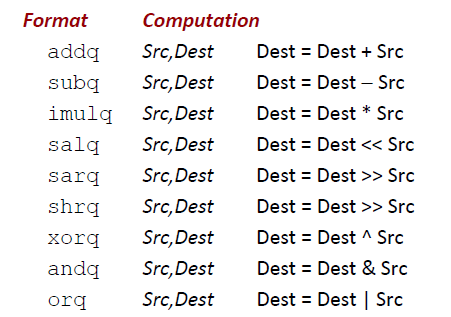 Format Computation
addq Src,Dest Dest = Dest + Src
subq Src,Dest Dest = Dest − Src
imulq Src,Dest Dest = Dest * Src
salq Src,Dest Dest = Dest << Src
sarq Src,Dest Dest = Dest >> Src
shrq Src,Dest Dest = Dest >> Src
xorq Src,Dest Dest = Dest ^ Src
andq Src,Dest Dest = Dest & Src
orq Src,Dest Dest = Dest | Src